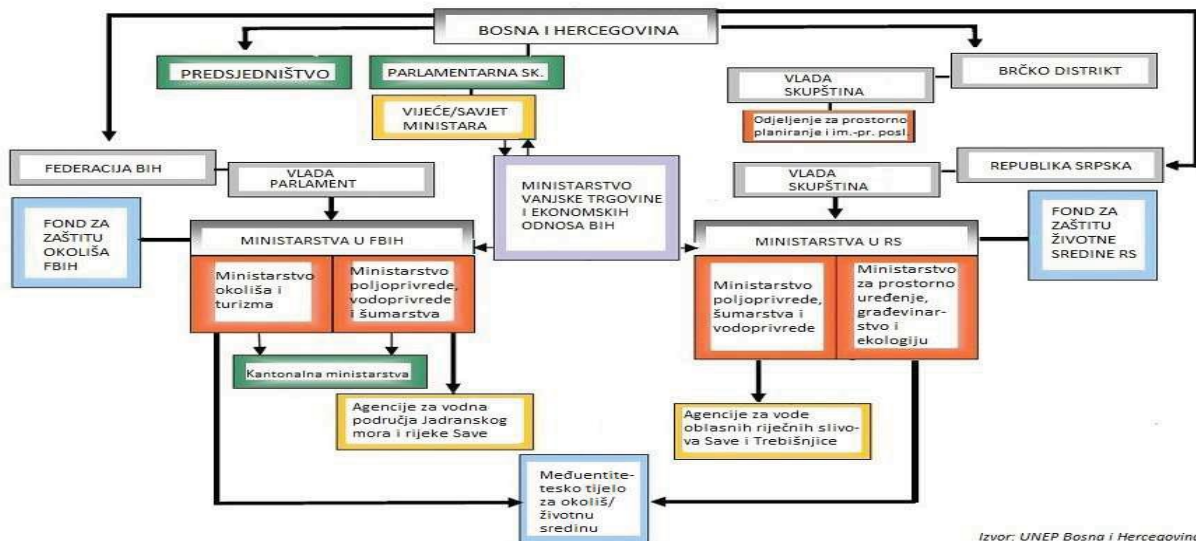 BOSNA I HERCEGOVINA
PREDSJEDNIŠTVO
PARLAMENTARNA SK.
VIJEĆE/SAVJET
MINISTARA
VLADA
SKUPŠTINA
BRČKO DISTRIKT
Odjeljenje za prostorno
planiranje i im.-pr. posl.
FEDERACIJA BIH
VLADA
PARLAMENT
MINISTARSTVO
VANJSKE TRGOVINE
I EKONOMSKIH
ODNOSA BIH
VLADA
SKUPŠTINA
REPUBLIKA SRPSKA
FOND ZA
ZAŠTITU
OKOLIŠA
FBIH
MINISTARSTVA U FBIH
MINISTARSTVA U RS
FOND ZA
ZAŠTITU
ŽIVOTNE
SREDINE RS
Ministarstvo
okoliša i
turizma
Ministarstvo
poljoprivrede,
vodoprivrede
i šumarstva
Ministarstvo
poljoprivrede,
šumarstva i
vodoprivrede
Ministarstvo
za prostorno
uređenje,
građevinar-
stvo i
ekologiju
Kantonalna ministarstva
Agencije za vodna
područja Jadranskog
mora i rijeke Save
Agencije za vode
oblasnih riječnih slivo-
va Save i Trebišnjice
Međuentite-
tesko tijelo
za okoliš/
životnu
sredinu
Izvor: UNEP Bosna i Hercegovina